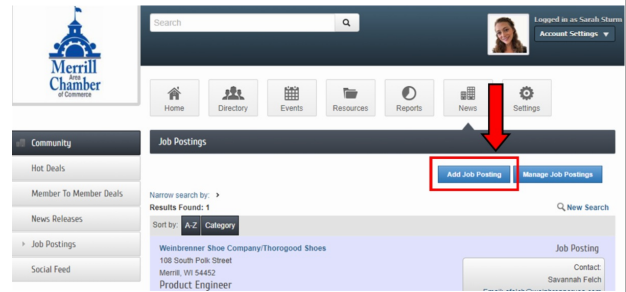 Merrill
Area
Chamber
of Commerce
Search
Logged in as Sarah Sturm
Account Settings
Home
Directory
Events
Resources
Reports
News
Settings
Community
Hot Deals
Member To Member Deals
News Releases
Job Postings
Social Feed
Job Postings
Add Job Posting
Manage Job Postings
Narrow search by:
Results Found: 1
New Search
Sort by: A-Z Category
Weinbrenner Shoe Company/Thorogood Shoes
108 South Polk Street
Merrill, WI 54452
Product Engineer
Job Posting
Contact:
Savannah Felch